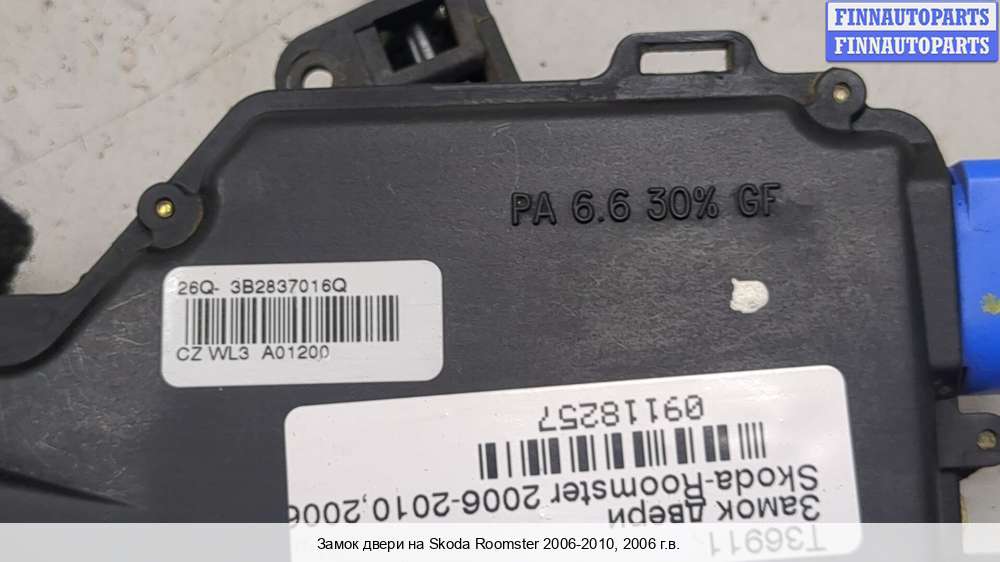 FINNAUTOPARTS
FINNAUTOPARTS
PA 6.6 30% GF
26Q- 3B2837016Q
CZ WL3 A01200
09118257
Skoda-Roomster 2006-2010,2006
Замок двери
T36911
Замок двери на Skoda Roomster 2006-2010, 2006 г.в.